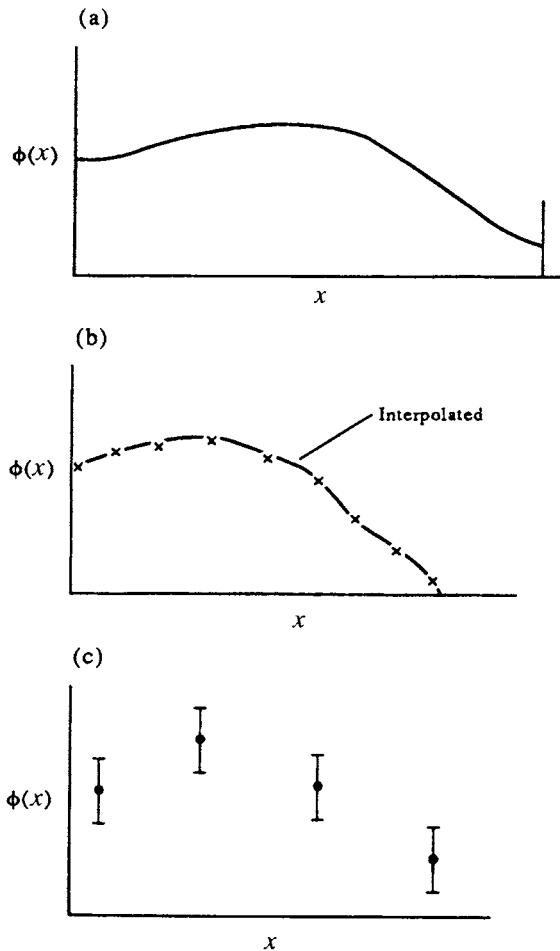 (a)
ϕ(x)
x
(b)
Interpolated
ϕ(x)
x
(c)
ϕ(x)
x